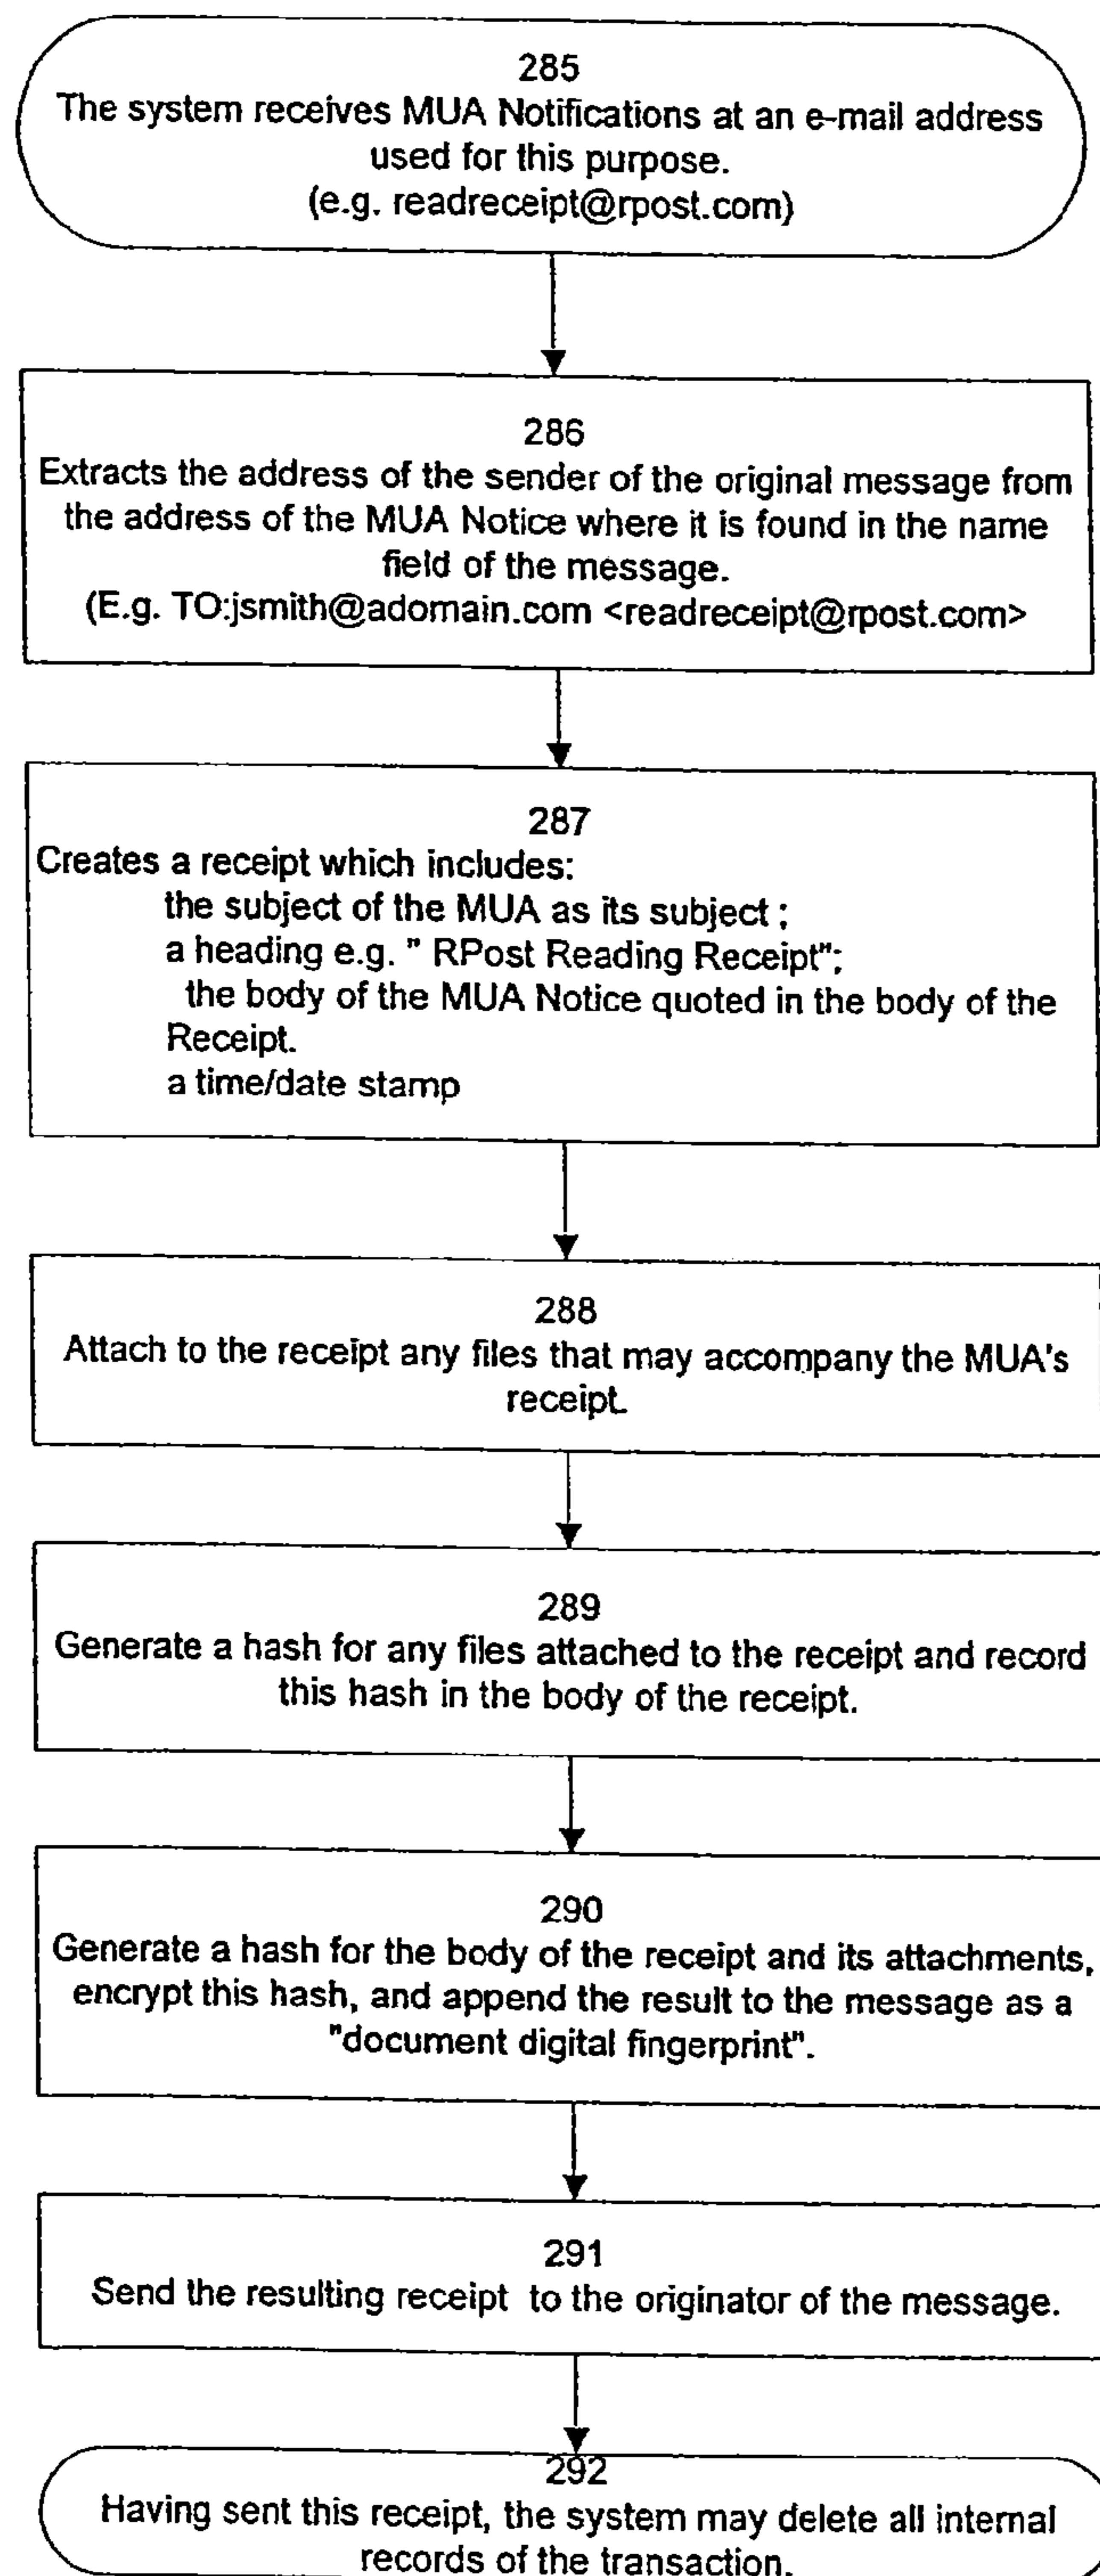 285
The system receives MUA Notifications at an e-mail address
used for this purpose.
(e.g. readreceipt@rpost.com)
286
Extracts the address of the sender of the original message from
the address of the MUA Notice where it is found in the name
field of the message.
(E.g. TO:jsmith@adomain.com <readreceipt@rpost.com>
287
Creates a receipt which includes:
the subject of the MUA as its subject ;
a heading e.g. " RPost Reading Receipt";
the body of the MUA Notice quoted in the body of the
Receipt.
a time/date stamp
288
Attach to the receipt any files that may accompany the MUA's
receipt.
289
Generate a hash for any files attached to the receipt and record
this hash in the body of the receipt.
290
Generate a hash for the body of the receipt and its attachments,
encrypt this hash, and append the result to the message as a
"document digital fingerprint".
291
Send the resulting receipt to the originator of the message.
292
Having sent this receipt, the system may delete all internal
records of the transaction.